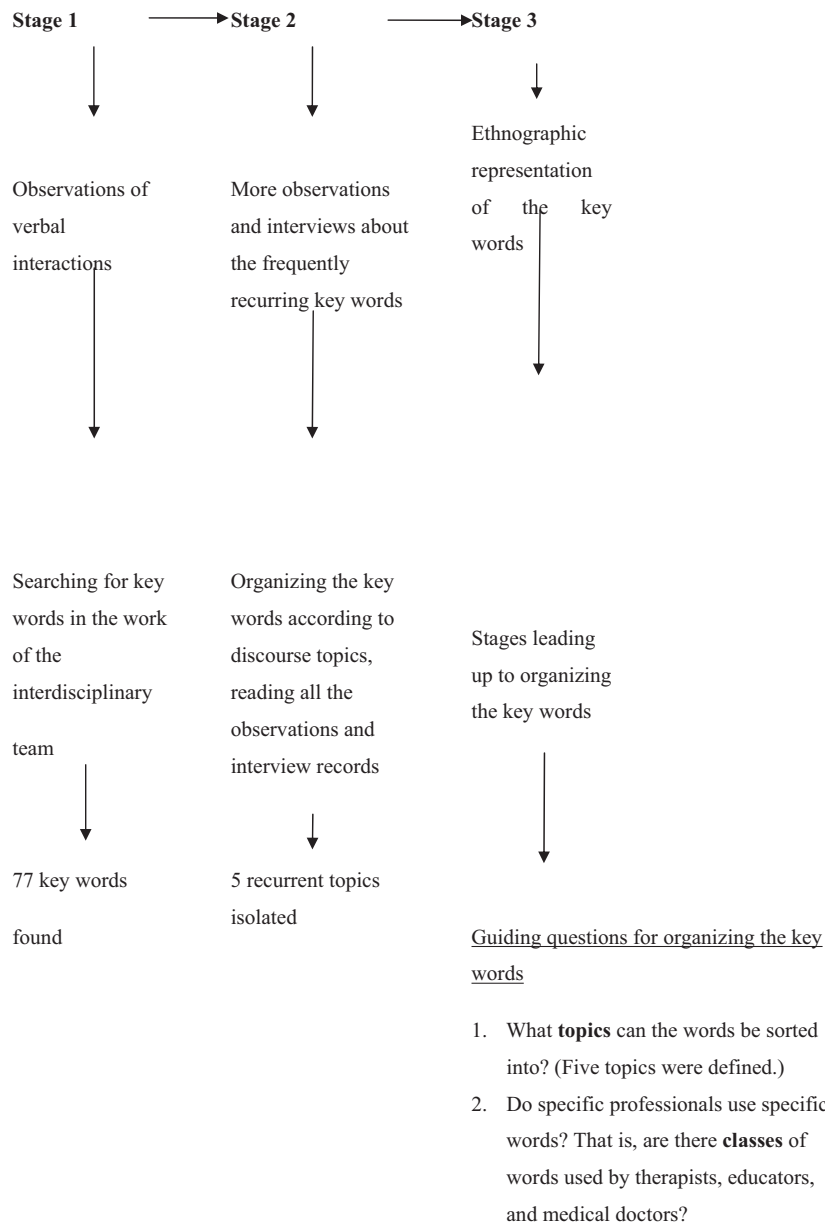 Stage 1
Stage 2
Stage 3
Observations of
verbal
interactions
More observations
and interviews about
the frequently
recurring key words
Ethnographic
representation
of the key
words
Searching for key
words in the work
of the
interdisciplinary
team
Organizing the key
words according to
discourse topics,
reading all the
observations and
interview records
Stages leading
up to organizing
the key words
77 key words
found
5 recurrent topics
isolated
Guiding questions for organizing the key
words
1. What topics can the words be sorted
into? (Five topics were defined.)
2. Do specific professionals use specific
words? That is, are there classes of
words used by therapists, educators,
and medical doctors?